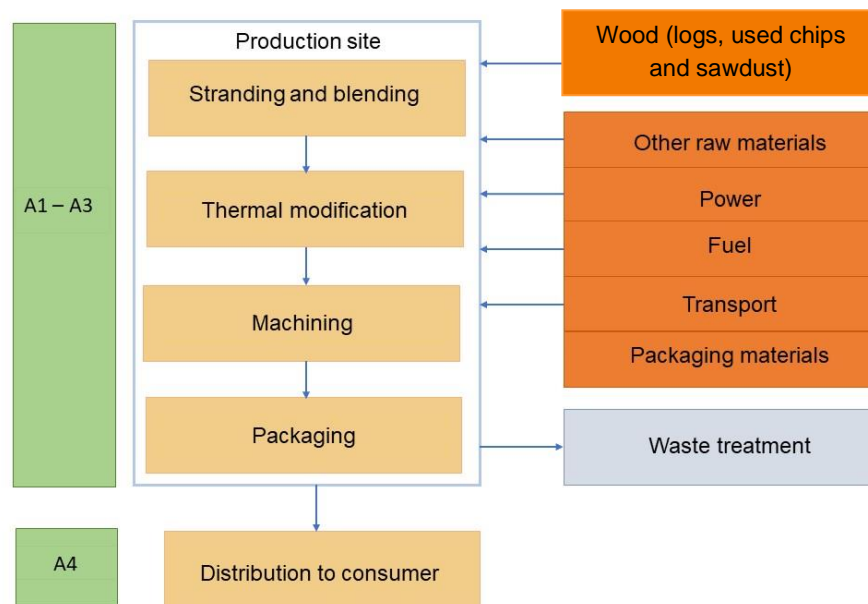 Production site
Wood (logs, used chips
and sawdust)
Stranding and blending
Other raw materials
A1 – A3
Thermal modification
Power
Fuel
Transport
Machining
Packaging materials
Packaging
Waste treatment
A4
Distribution to consumer